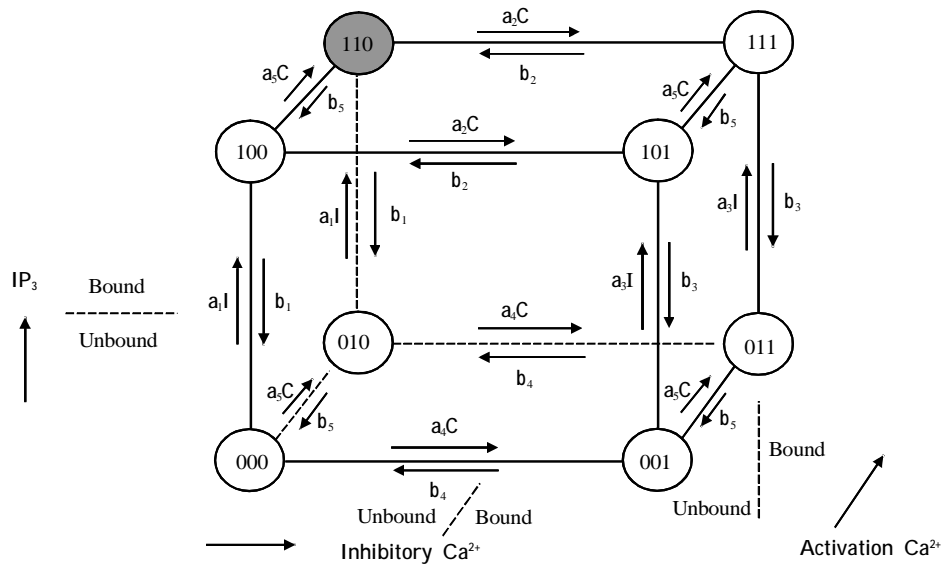 a₂C
110
111
b₂
a₅C
b₅
a₅C
b₅
a₂C
100
101
b₂
a₁I
b₁
a₃I
b₃
IP₃
Bound
Unbound
a₁I
b₁
a₃I
b₃
a₄C
010
011
b₄
a₅C
b₅
a₅C
b₅
a₄C
000
001
b₄
Bound
Unbound
Unbound
Bound
Inhibitory Ca²⁺
Activation Ca²⁺